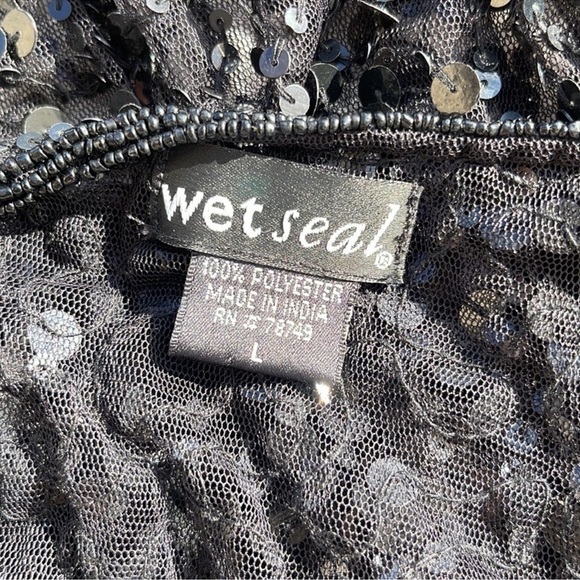 wet seal®
100% POLYESTER
MADE IN INDIA
RN # 78749
L